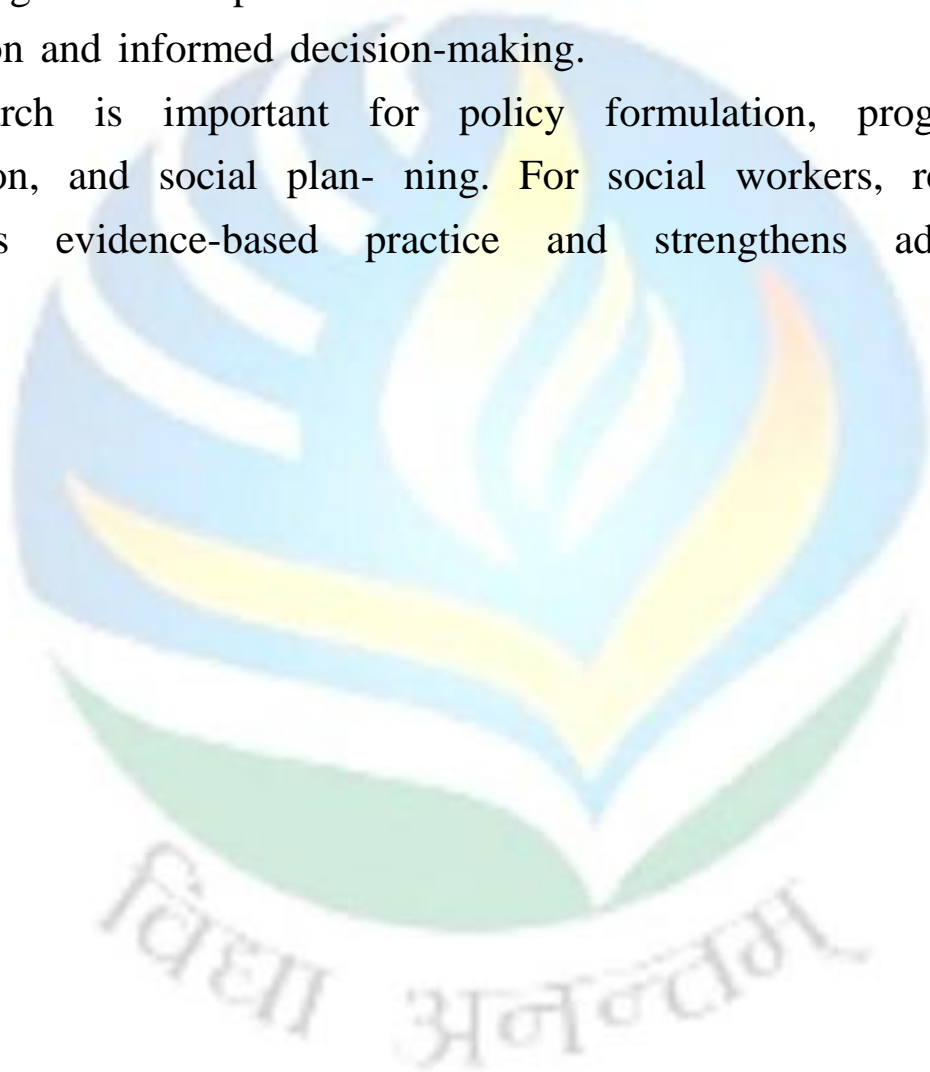 on and informed decision-making.
rch is important for policy formulation, prog
on, and social plan- ning. For social workers, re
s evidence-based practice and strengthens ad
विद्या अनन्तम्